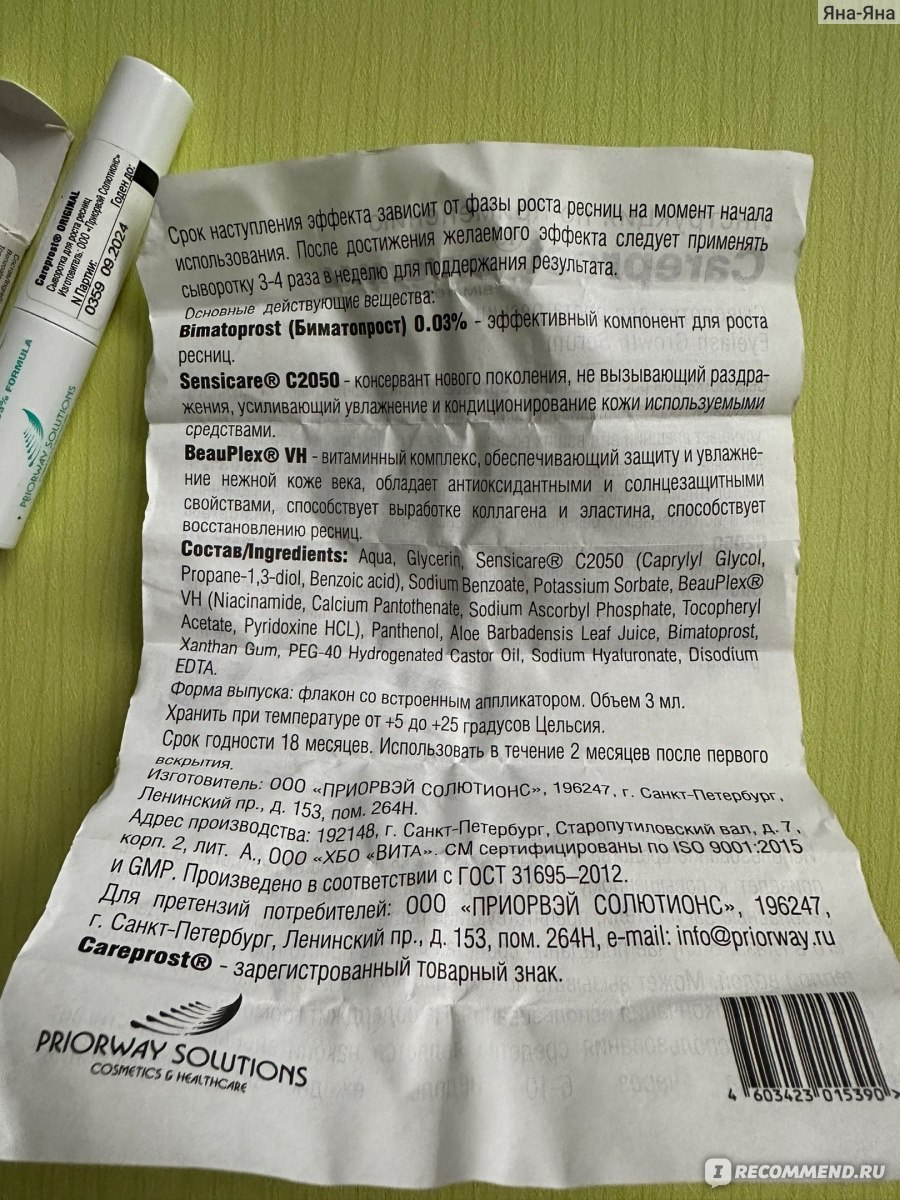 Яна-Яна
Careprost® ORIGINAL
Сыворотка для роста ресниц
Изготовитель: ООО «Приорвэй Солютионс»
N Партии: Годен до:
0359 09.2024
3% FORMULA
PRIORWAY SOLUTIONS
Срок наступления эффекта зависит от фазы роста ресниц на момент начала
использования. После достижения желаемого эффекта следует применять
сыворотку 3-4 раза в неделю для поддержания результата.
Основные действующие вещества:
Bimatoprost (Биматопрост) 0.03% - эффективный компонент для роста
ресниц.
Sensicare® C2050 - консервант нового поколения, не вызывающий раздра-
жения, усиливающий увлажнение и кондиционирование кожи используемыми
средствами.
BeauPlex® VH - витаминный комплекс, обеспечивающий защиту и увлажне-
ние нежной коже века, обладает антиоксидантными и солнцезащитными
свойствами, способствует выработке коллагена и эластина, способствует
восстановлению ресниц.
Состав/Ingredients: Aqua, Glycerin, Sensicare® C2050 (Caprylyl Glycol,
Propane-1,3-diol, Benzoic acid), Sodium Benzoate, Potassium Sorbate, BeauPlex®
VH (Niacinamide, Calcium Pantothenate, Sodium Ascorbyl Phosphate, Tocopheryl
Acetate, Pyridoxine HCL), Panthenol, Aloe Barbadensis Leaf Juice, Bimatoprost,
Xanthan Gum, PEG-40 Hydrogenated Castor Oil, Sodium Hyaluronate, Disodium
EDTA.
Форма выпуска: флакон со встроенным аппликатором. Объем 3 мл.
Хранить при температуре от +5 до +25 градусов Цельсия.
Срок годности 18 месяцев. Использовать в течение 2 месяцев после первого
вскрытия.
Изготовитель: ООО «ПРИОРВЭЙ СОЛЮТИОНС», 196247, г. Санкт-Петербург,
Ленинский пр., д. 153, пом. 264Н.
Адрес производства: 192148, г. Санкт-Петербург, Старопутиловский вал, д. 7,
корп. 2, лит. А., ООО «ХБО «ВИТА». СМ сертифицированы по ISO 9001:2015
и GMP. Произведено в соответствии с ГОСТ 31695–2012.
Для претензий потребителей: ООО «ПРИОРВЭЙ СОЛЮТИОНС», 196247,
г. Санкт-Петербург, Ленинский пр., д. 153, пом. 264Н, e-mail: info@priorway.ru
Careprost® - зарегистрованный товарный знак.
PRIORWAY SOLUTIONS
COSMETICS & HEALTHCARE
4 603423 015390 >
IRECOMMEND.RU